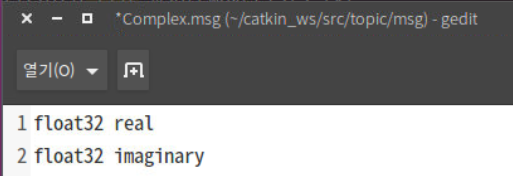 *Complex.msg (~/catkin_ws/src/topic/msg) - gedit
열기(O)
1 float32 real
2 float32 imaginary